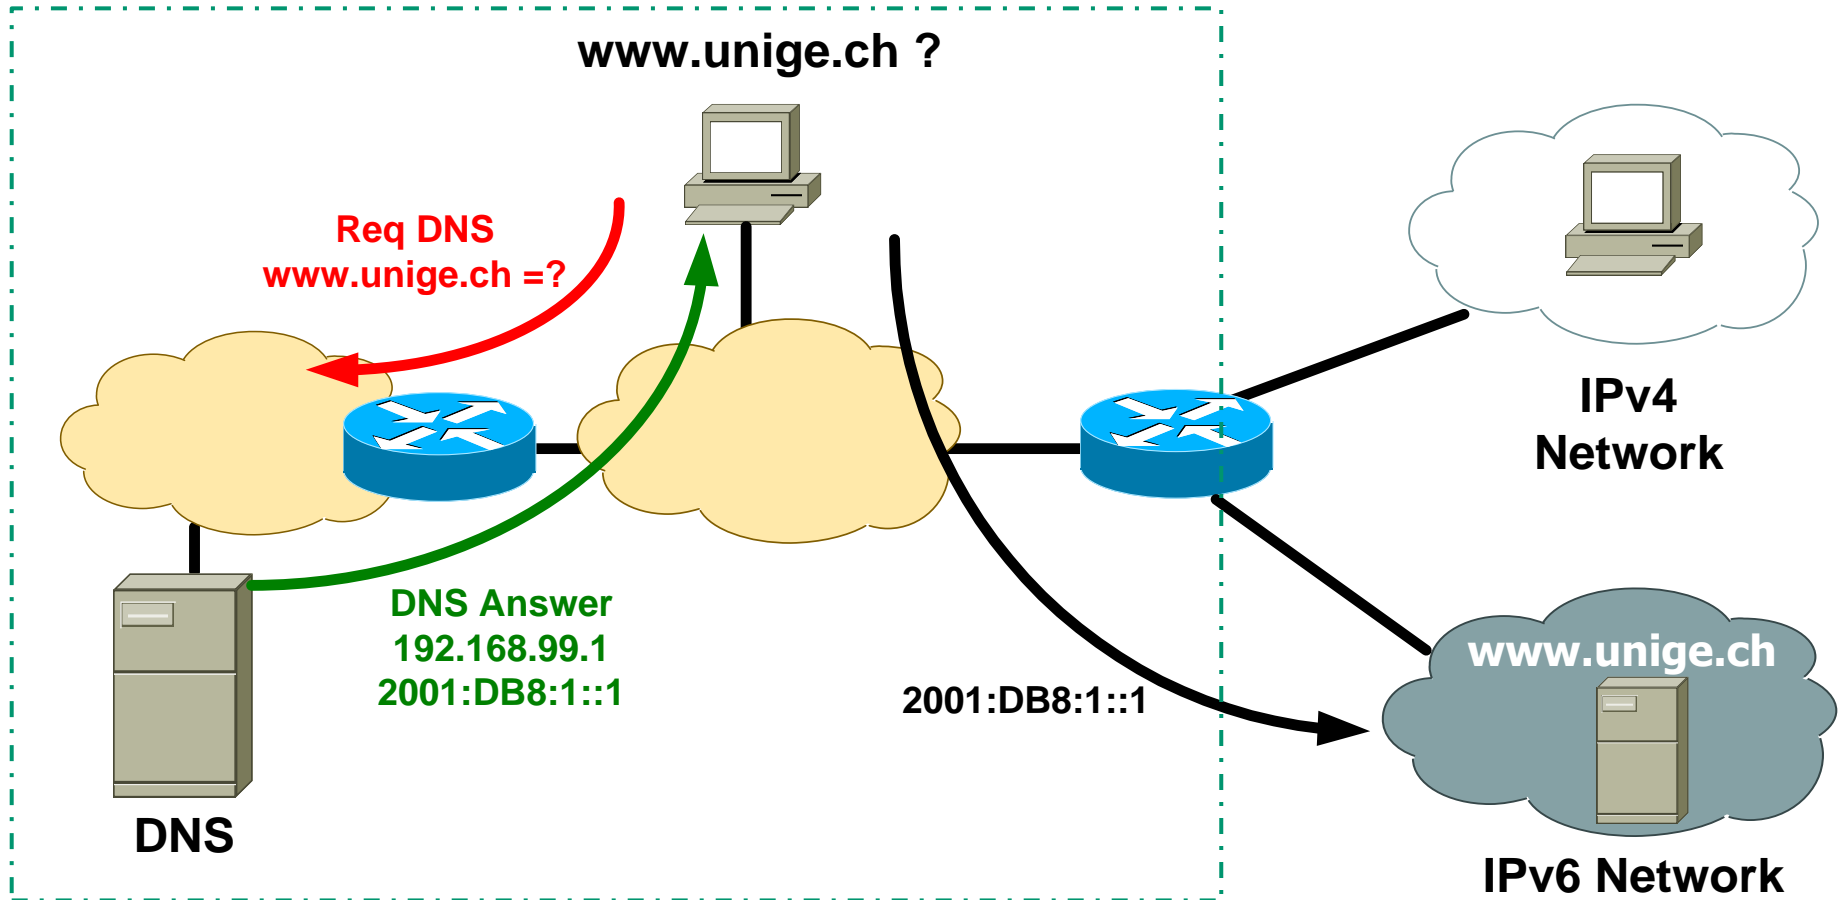 www.unige.ch ?
Req DNS
www.unige.ch =?
DNS Answer
192.168.99.1
2001:DB8:1::1
2001:DB8:1::1
DNS
IPv4
Network
www.unige.ch
IPv6 Network